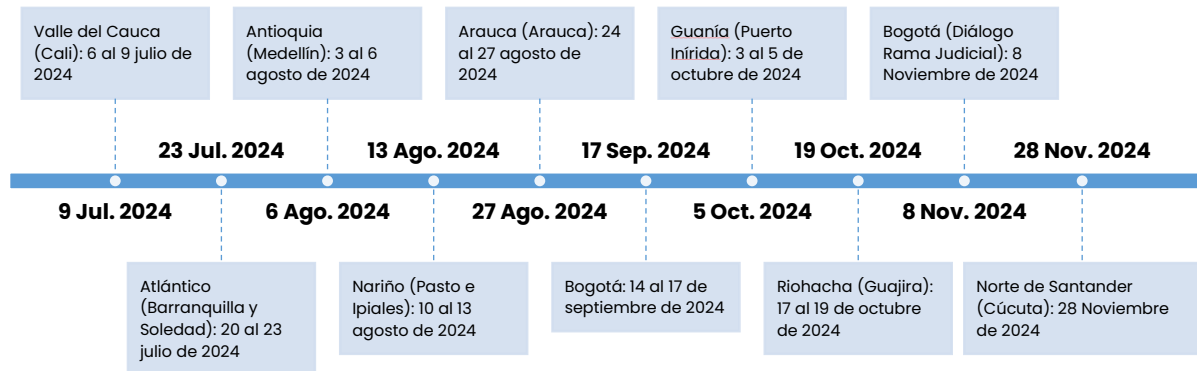 Valle del Cauca
(Cali): 6 al 9 julio de
2024
Antioquia
(Medellín): 3 al 6
agosto de 2024
Arauca (Arauca): 24
al 27 agosto de
2024
Guanía (Puerto
Inírida): 3 al 5 de
octubre de 2024
Bogotá (Diálogo
Rama Judicial): 8
Noviembre de 2024
23 Jul. 2024
13 Ago. 2024
17 Sep. 2024
19 Oct. 2024
28 Nov. 2024
9 Jul. 2024
6 Ago. 2024
27 Ago. 2024
5 Oct. 2024
8 Nov. 2024
Atlántico
(Barranquilla y
Soledad): 20 al 23
julio de 2024
Nariño (Pasto e
Ipiales): 10 al 13
agosto de 2024
Bogotá: 14 al 17 de
septiembre de 2024
Riohacha (Guajira):
17 al 19 de octubre
de 2024
Norte de Santander
(Cúcuta): 28 Noviembre
de 2024